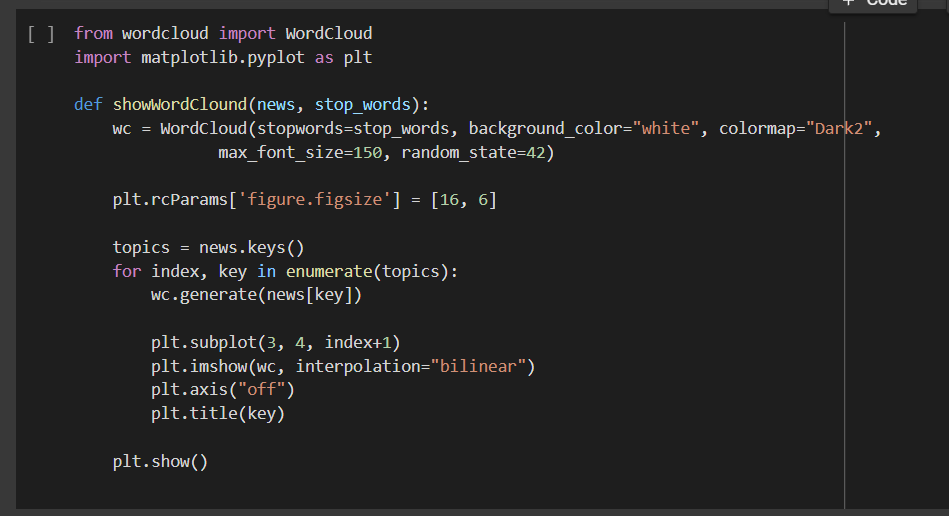 + Code
[ ] from wordcloud import WordCloud
import matplotlib.pyplot as plt
def showWordClound(news, stop_words):
wc = WordCloud(stopwords=stop_words, background_color="white", colormap="Dark2",
max_font_size=150, random_state=42)
plt.rcParams['figure.figsize'] = [16, 6]
topics = news.keys()
for index, key in enumerate(topics):
wc.generate(news[key])
plt.subplot(3, 4, index+1)
plt.imshow(wc, interpolation="bilinear")
plt.axis("off")
plt.title(key)
plt.show()